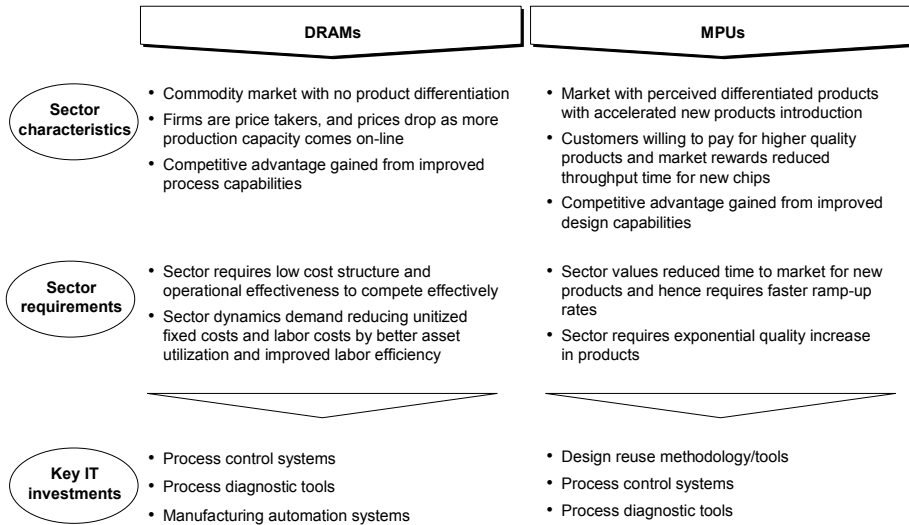 DRAMs
MPUs
Sector
characteristics
• Commodity market with no product differentiation
• Firms are price takers, and prices drop as more
production capacity comes on-line
• Competitive advantage gained from improved
process capabilities
• Market with perceived differentiated products
with accelerated new products introduction
• Customers willing to pay for higher quality
products and market rewards reduced
throughput time for new chips
• Competitive advantage gained from improved
design capabilities
Sector
requirements
• Sector requires low cost structure and
operational effectiveness to compete effectively
• Sector dynamics demand reducing unitized
fixed costs and labor costs by better asset
utilization and improved labor efficiency
• Sector values reduced time to market for new
products and hence requires faster ramp-up
rates
• Sector requires exponential quality increase
in products
Key IT
investments
• Process control systems
• Process diagnostic tools
• Manufacturing automation systems
• Design reuse methodology/tools
• Process control systems
• Process diagnostic tools